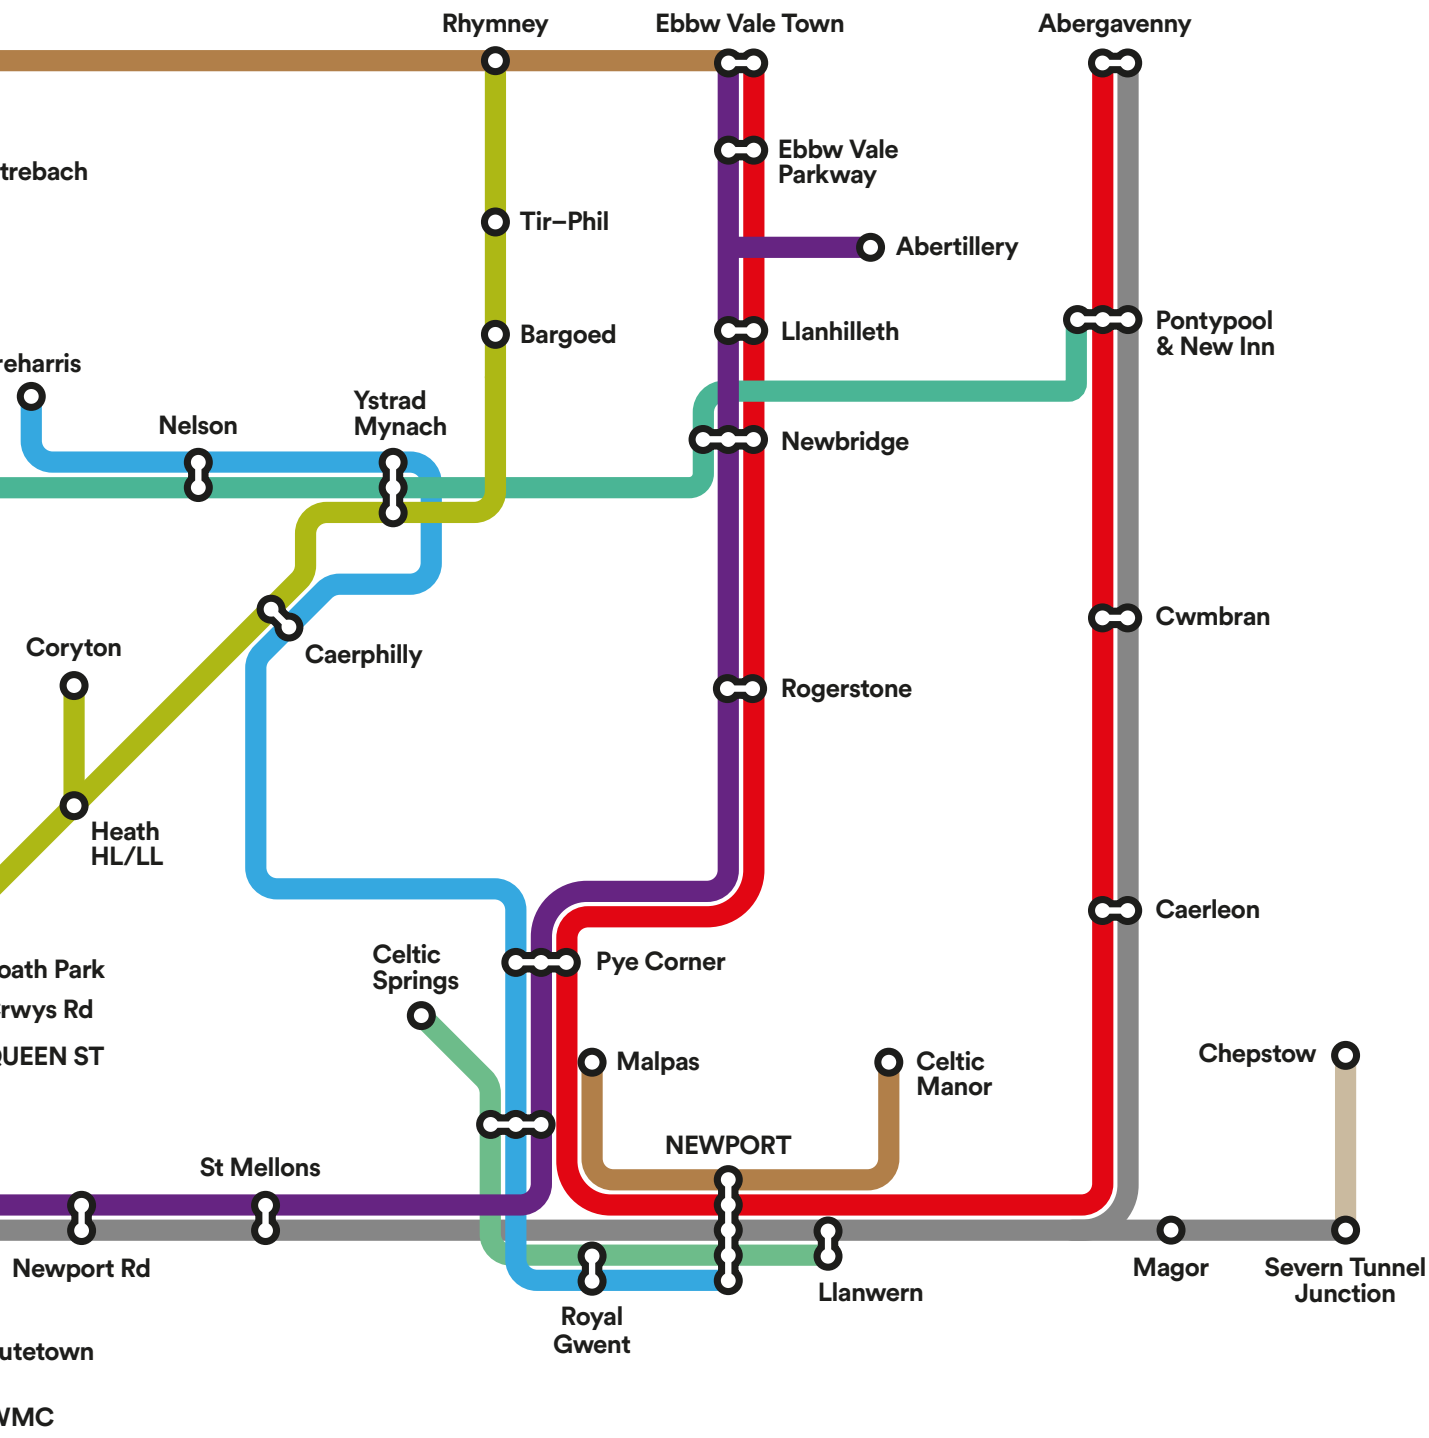 Rhymney
Ebbw Vale Town
Abergavenny
Ebbw Vale
Parkway
trebach
Tir–Phil
Abertillery
Bargoed
Llanhilleth
Pontypool
& New Inn
reharris
Nelson
Ystrad
Mynach
Newbridge
Cwmbran
Coryton
Caerphilly
Rogerstone
Heath
HL/LL
Caerleon
Celtic
Springs
Pye Corner
oath Park
rwys Rd
QUEEN ST
Malpas
Celtic
Manor
Chepstow
NEWPORT
St Mellons
Newport Rd
Magor
Severn Tunnel
Junction
Llanwern
Royal
Gwent
utetown
WMC